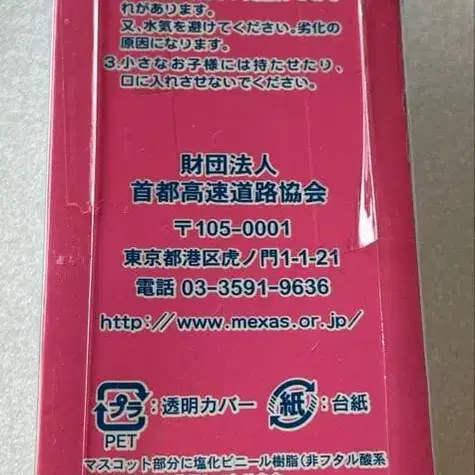 れがあります。
又、水気を避けてください。劣化の
原因になります。
3.小さなお子様には持たせたり、
口に入れさせないでください。
財団法人
首都高速道路協会
〒105-0001
東京都港区虎ノ門1-1-21
電話 03-3591-9636
http://www.mexas.or.jp/
プラ:透明カバー 紙:台紙
PET
マスコット部分に塩化ビニール樹脂(非フタル酸系